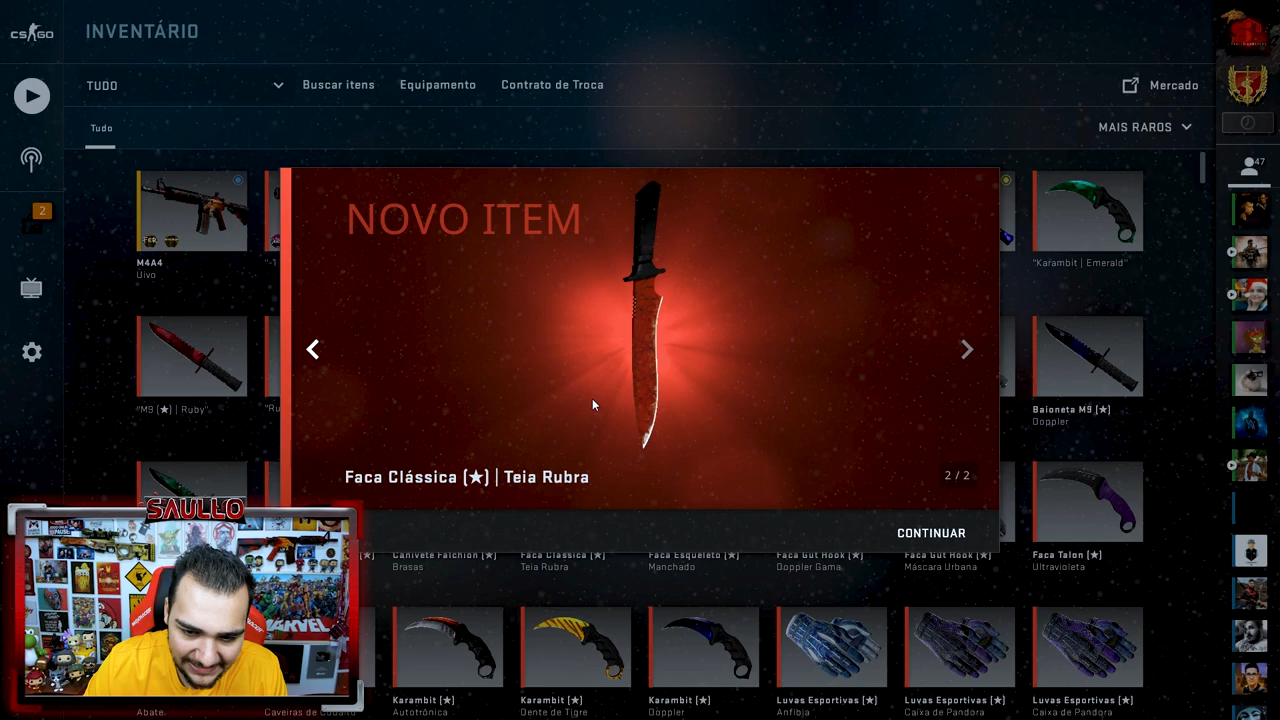 CS GO
INVENTÁRIO
TUDO
Buscar itens
Equipamento
Contrato de Troca
Mercado
Tudo
MAIS RAROS
47
2
NOVO ITEM
Faca Clássica (★) | Teia Rubra
2 / 2
CONTINUAR
M4A4
Uivo
"Karambit | Emerald"
"M9 (★) | Ruby"
"Ru
Baioneta M9 (★)
Doppler
Canivete Falchion (★)
Brasas
Faca Clássica (★)
Teia Rubra
Faca Esqueleto (★)
Manchado
Faca Gut Hook (★)
Doppler Gama
Faca Gut Hook (★)
Máscara Urbana
Faca Talon (★)
Ultravioleta
SAULLO
MARVEL
Abate
Karambit (★)
Autotrônica
Karambit (★)
Dente de Tigre
Karambit (★)
Doppler
Luvas Esportivas (★)
Anfíbia
Luvas Esportivas (★)
Caixa de Pandora
Luvas Esportivas (★)
Caixa de Pandora